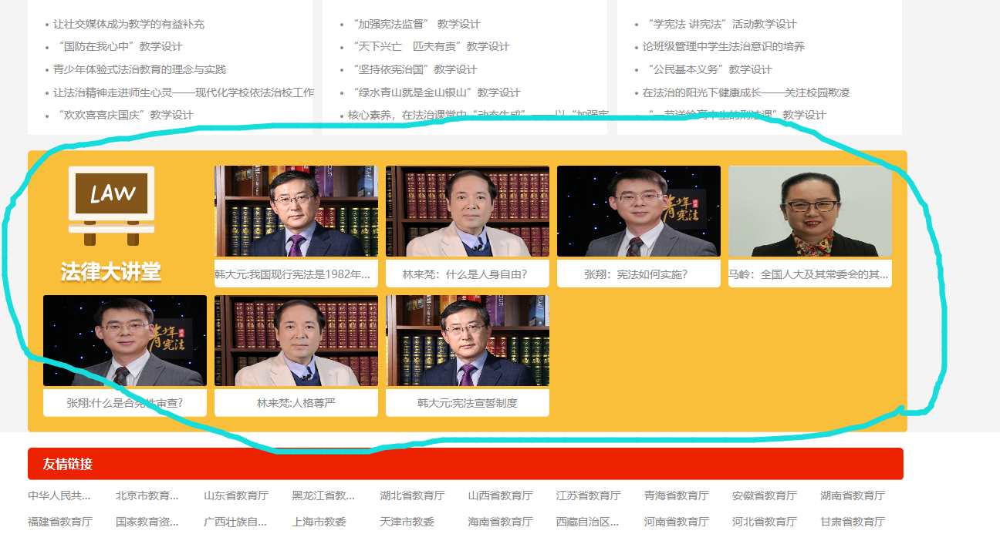 • 让社交媒体成为教学的有益补充
• “国防在我心中”教学设计
• 青少年体验式法治教育的理念与实践
• 让法治精神走进师生心灵——现代化学校依法治校工作
• “欢欢喜喜庆国庆”教学设计
• “加强宪法监督” 教学设计
• “天下兴亡 匹夫有责”教学设计
• “坚持依宪治国”教学设计
• “绿水青山就是金山银山”教学设计
• 核心素养，在法治课堂中“动态生成”——以“加强宪
• “学宪法 讲宪法”活动教学设计
• 论班级管理中学生法治意识的培养
• “公民基本义务”教学设计
• 在法治的阳光下健康成长——关注校园欺凌
• “一节送给高中生的刑法课”教学设计
LAW
法律大讲堂
韩大元:我国现行宪法是1982年...
林来梵：什么是人身自由？
青年宪法
张翔：宪法如何实施？
马岭：全国人大及其常委会的其...
青年宪法
张翔:什么是合宪性审查?
林来梵:人格尊严
韩大元:宪法宣誓制度
友情链接
中华人民共... 北京市教育... 山东省教育厅 黑龙江省教... 湖北省教育厅 山西省教育厅 江苏省教育厅 青海省教育厅 安徽省教育厅 湖南省教育厅
福建省教育厅 国家教育资... 广西壮族自... 上海市教委 天津市教委 海南省教育厅 西藏自治区... 河南省教育厅 河北省教育厅 甘肃省教育厅